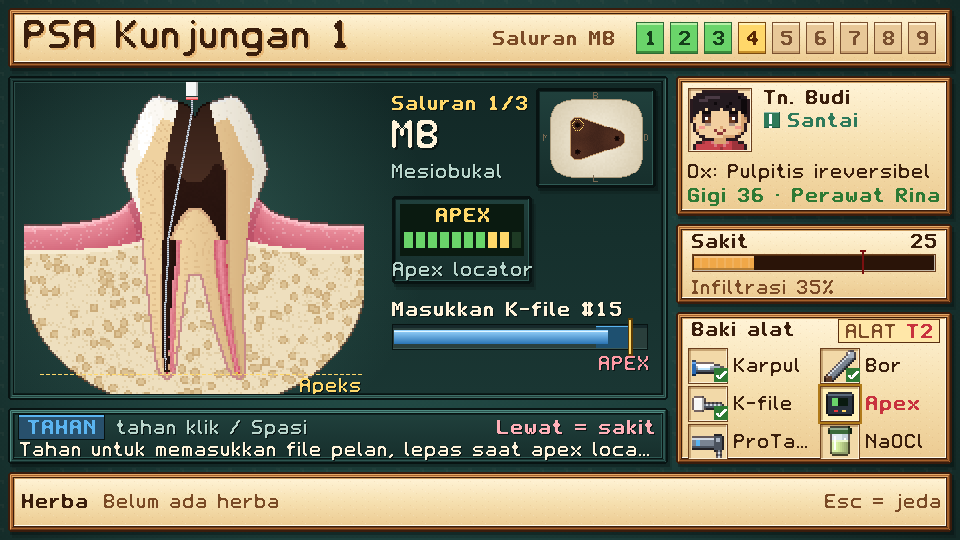 PSA Kunjungan 1
Saluran MB 1 2 3 4 5 6 7 8 9
Saluran 1/3
MB
Mesiobukal
B
M D
L
APEX
Apex locator
Masukkan K-file #15
APEX
Apeks
TAHAN tahan klik / Spasi Lewat = sakit
Tahan untuk memasukkan file pelan, lepas saat apex loca…
Tn. Budi
Santai
Dx: Pulpitis ireversibel
Gigi 36 · Perawat Rina
Sakit 25
Infiltrasi 35%
Baki alat ALAT T2
Karpul Bor
K-file Apex
ProTa… NaOCl
Herba Belum ada herba Esc = jeda